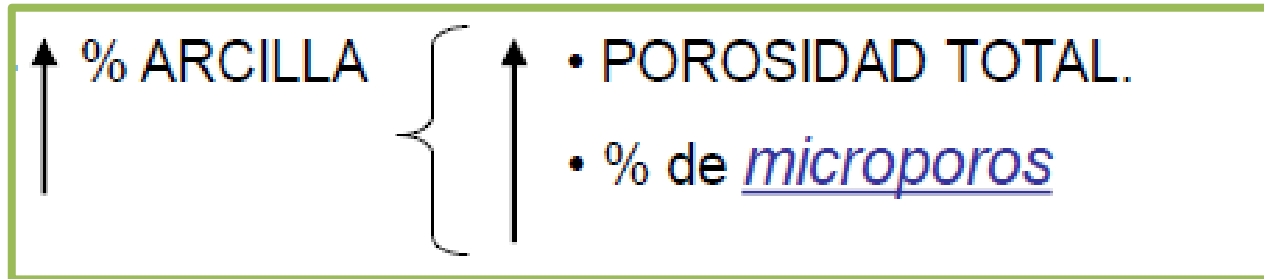 % ARCILLA
• POROSIDAD TOTAL.
• % de microporos